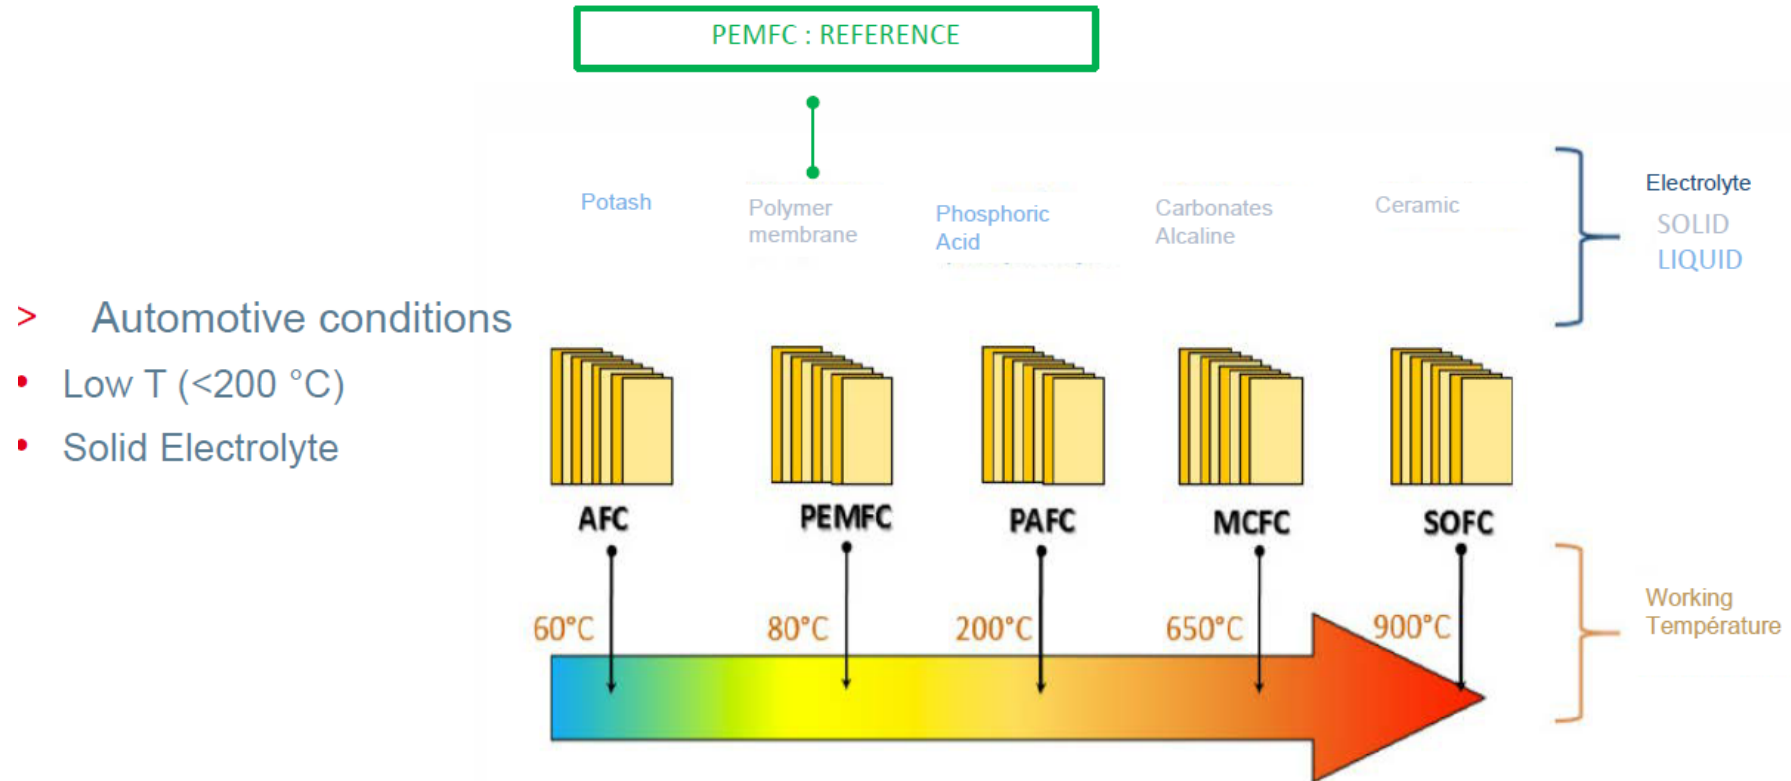 PEMFC : REFERENCE
Potash
Polymer
membrane
Phosphoric
Acid
Carbonates
Alcaline
Ceramic
Electrolyte
SOLID
LIQUID
> Automotive conditions
• Low T (<200 °C)
• Solid Electrolyte
AFC
PEMFC
PAFC
MCFC
SOFC
60°C
80°C
200°C
650°C
900°C
Working
Température